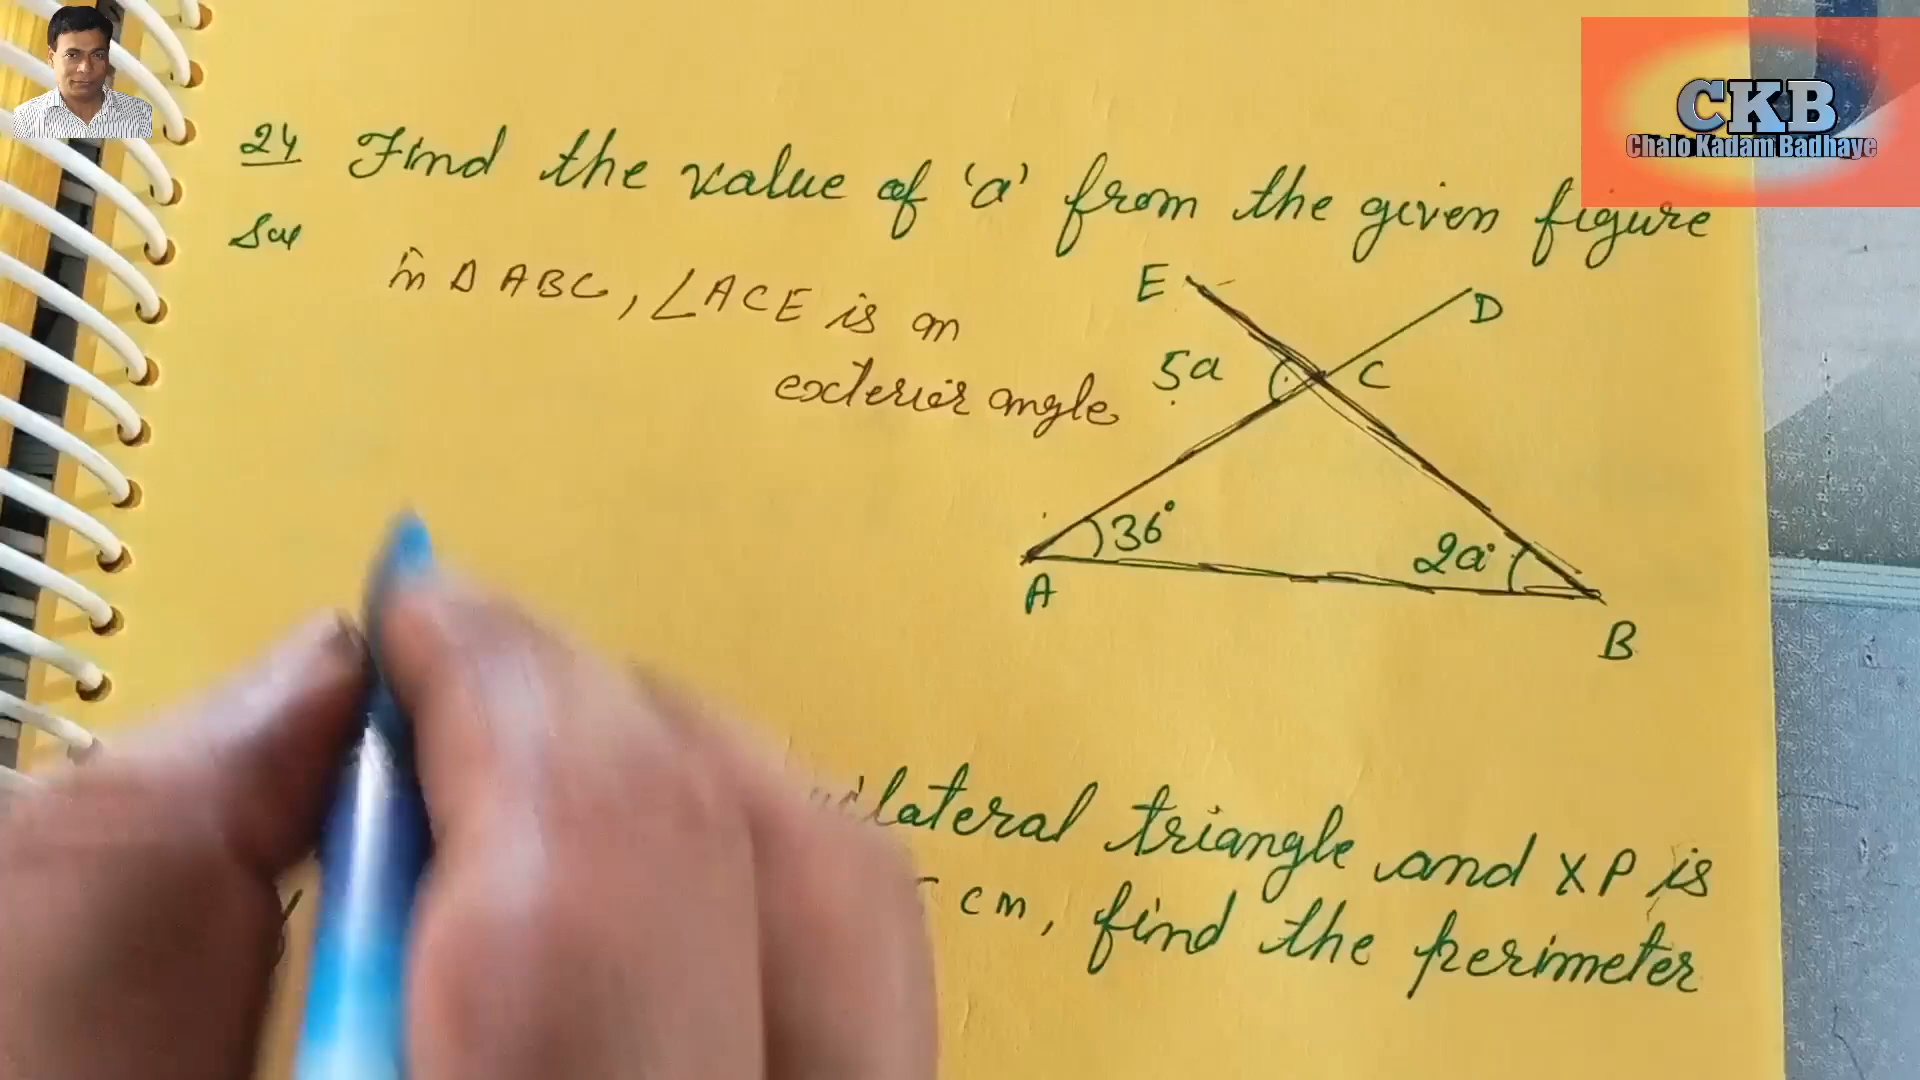 CKB
Chalo Kadam Badhaye
24 Find the value of 'a' from the given figure
Sol
in Δ ABC, ∠ACE is an
exterior angle
E
D
5a
C
36°
2a
A
B
lateral triangle and XP is
cm, find the perimeter